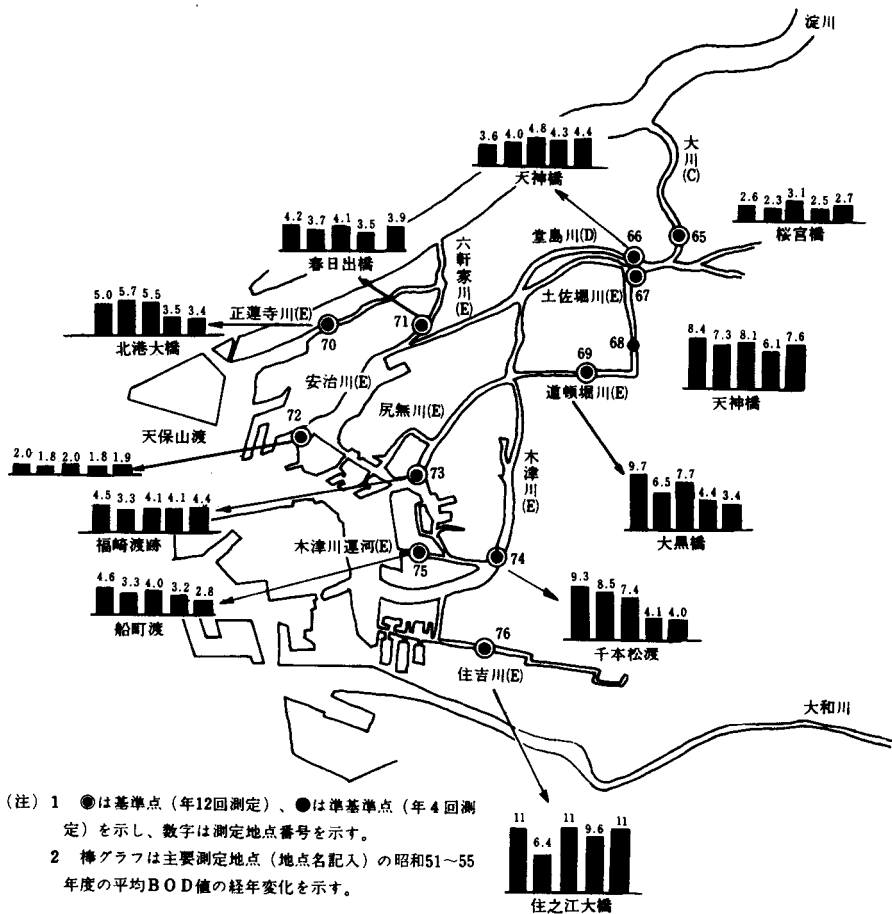 淀川
大川(C)
3.6 4.0 4.8 4.3 4.4
天神橋
2.6 2.3 3.1 2.5 2.7
桜宮橋
4.2 3.7 4.1 3.5 3.9
春日出橋
六軒家川(E)
堂島川(D)
66
65
土佐堀川(E)
67
5.0 5.7 5.5 3.5 3.4
北港大橋
正蓮寺川(E)
70
71
68
8.4 7.3 8.1 6.1 7.6
天神橋
安治川(E)
69
道頓堀川(E)
尻無川(E)
天保山渡
72
2.0 1.8 2.0 1.8 1.9
木津川(E)
73
9.7 6.5 7.7 4.4 3.4
大黒橋
4.5 3.3 4.1 4.1 4.4
福崎渡跡
木津川運河(E)
75
74
4.6 3.3 4.0 3.2 2.8
船町渡
9.3 8.5 7.4 4.1 4.0
千本松渡
76
住吉川(E)
大和川
(注) 1 ◉は基準点(年12回測定)、●は準基準点(年4回測
定)を示し、数字は測定地点番号を示す。
2 棒グラフは主要測定地点(地点名記入)の昭和51~55
年度の平均BOD値の経年変化を示す。
11 6.4 11 9.6 11
住之江大橋